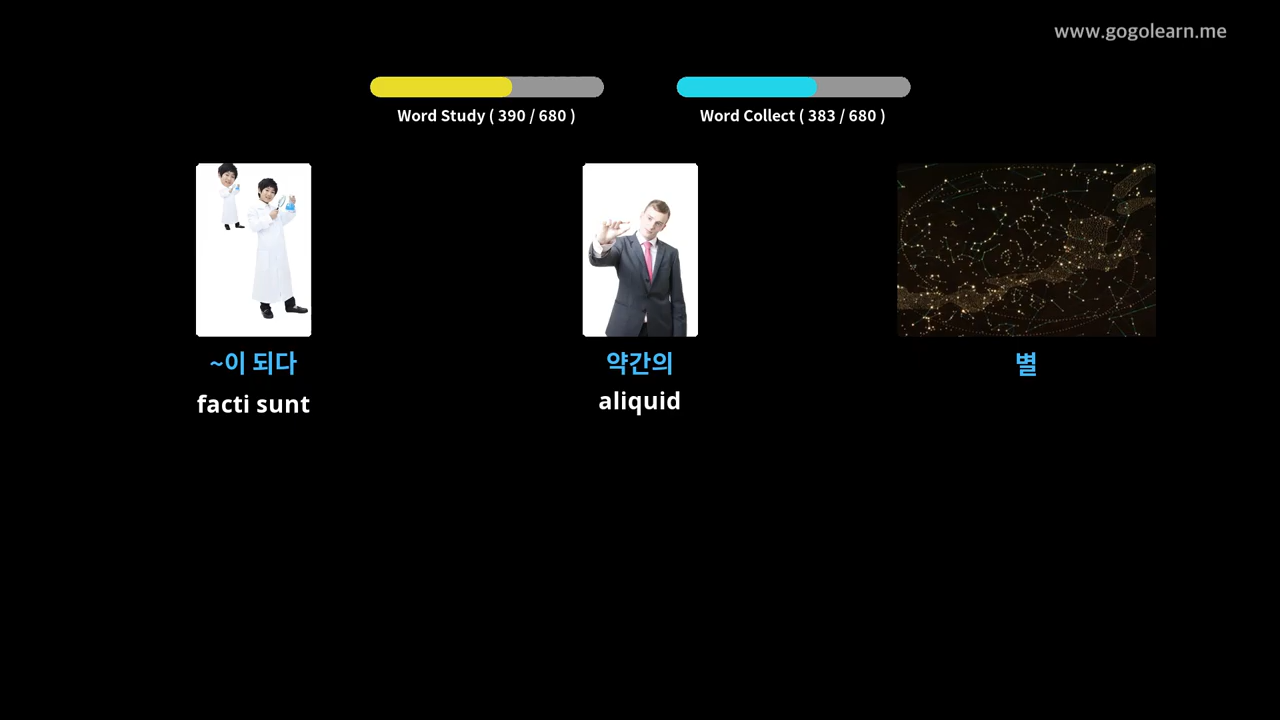 www.gogolearn.me
Word Study ( 390 / 680 )
Word Collect ( 383 / 680 )
~이 되다
facti sunt
약간의
aliquid
별